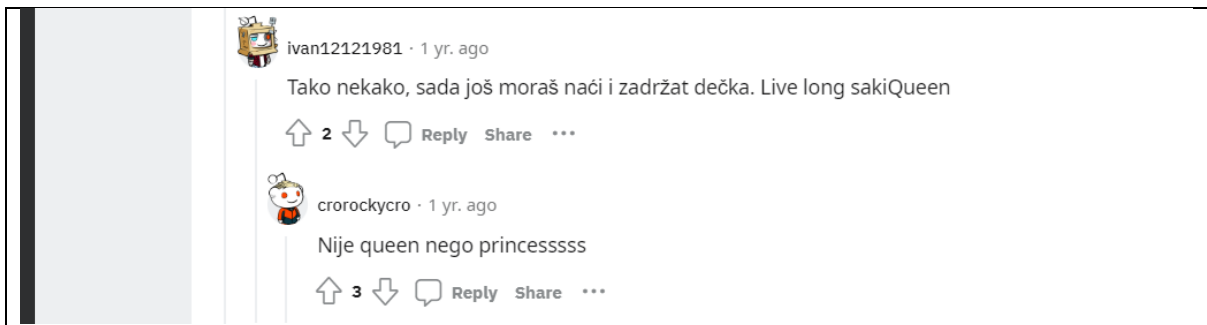 ivan12121981 · 1 yr. ago
Tako nekako, sada još moraš naći i zadržat dečka. Live long sakiQueen
2 Reply Share ···
crorockycro · 1 yr. ago
Nije queen nego princesssss
3 Reply Share ···